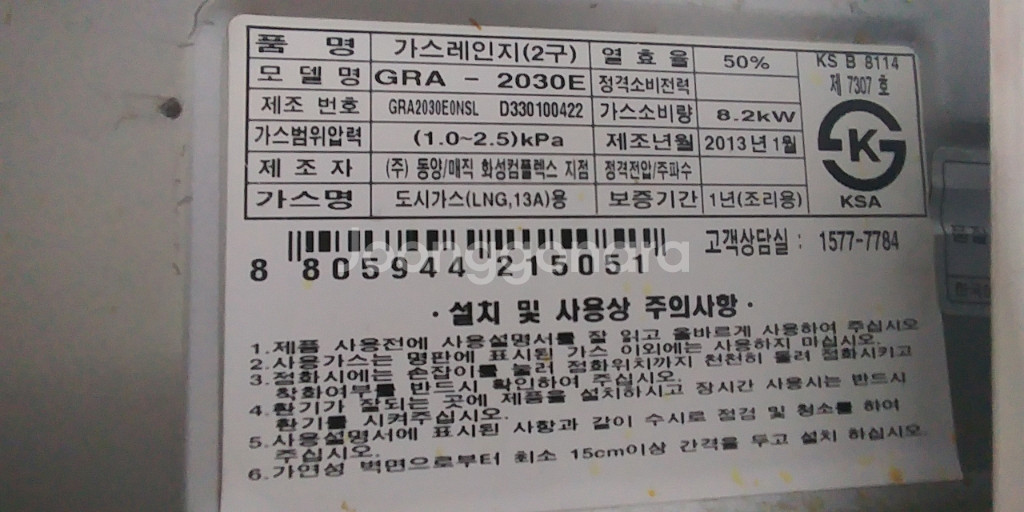 품 명 가스레인지(2구) 열 효 율 50% KS B 8114
모 델 명 GRA - 2030E 정격소비전력 제 7307 호
제조 번호 GRA2030E0NSL D330100422 가스소비량 8.2kW
가스범위압력 (1.0~2.5)kPa 제조년월 2013년 1월
제 조 자 (주) 동양/매직 화성컴플렉스 지점 정격전압/주파수
가스명 도시가스(LNG,13A)용 보증기간 1년(조리용) KSA
고객상담실 : 1577-7784
Joonggonara
8 805944 215051
· 설치 및 사용상 주의사항 ·
1. 제품 사용전에 사용설명서를 잘 읽고 올바르게 사용하여 주십시오
2. 사용가스는 명판에 표시된 가스 이외에는 사용하지 마십시오.
3. 점화시에는 손잡이를 눌러 점화위치까지 천천히 돌려 점화시키고
착화여부를 반드시 확인하여 주십시오.
4. 환기가 잘되는 곳에 제품을 설치하시고 장시간 사용시는 반드시
환기를 시켜주십시오.
5. 사용설명서에 표시된 사항과 같이 수시로 점검 및 청소를 하여
주십시오.
6. 가연성 벽면으로부터 최소 15cm이상 간격을 두고 설치 하십시오.